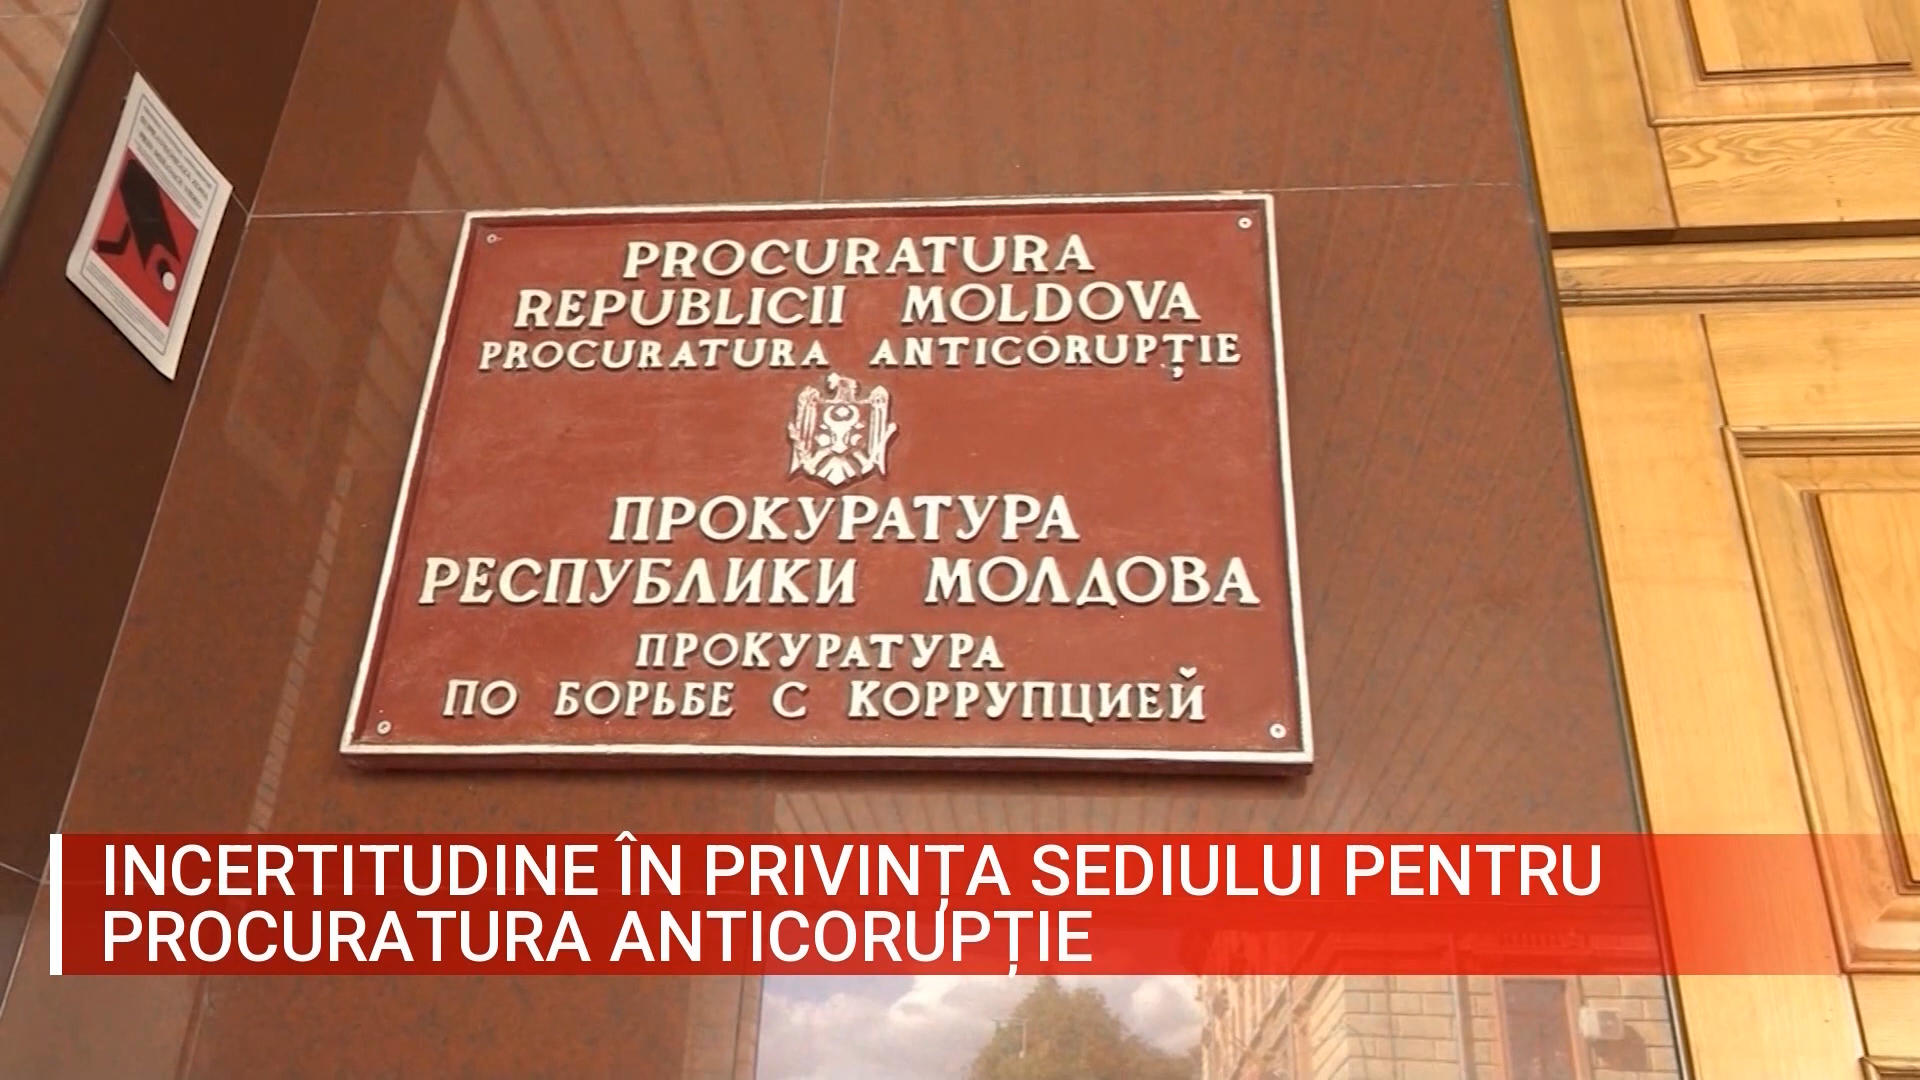 PROCURATURA
REPUBLICII MOLDOVA
PROCURATURA ANTICORUPȚIE
ПРОКУРАТУРА
РЕСПУБЛИКИ МОЛДОВА
ПРОКУРАТУРА
ПО БОРЬБЕ С КОРРУПЦИЕЙ
INCERTITUDINE ÎN PRIVINȚA SEDIULUI PENTRU
PROCURATURA ANTICORUPȚIE